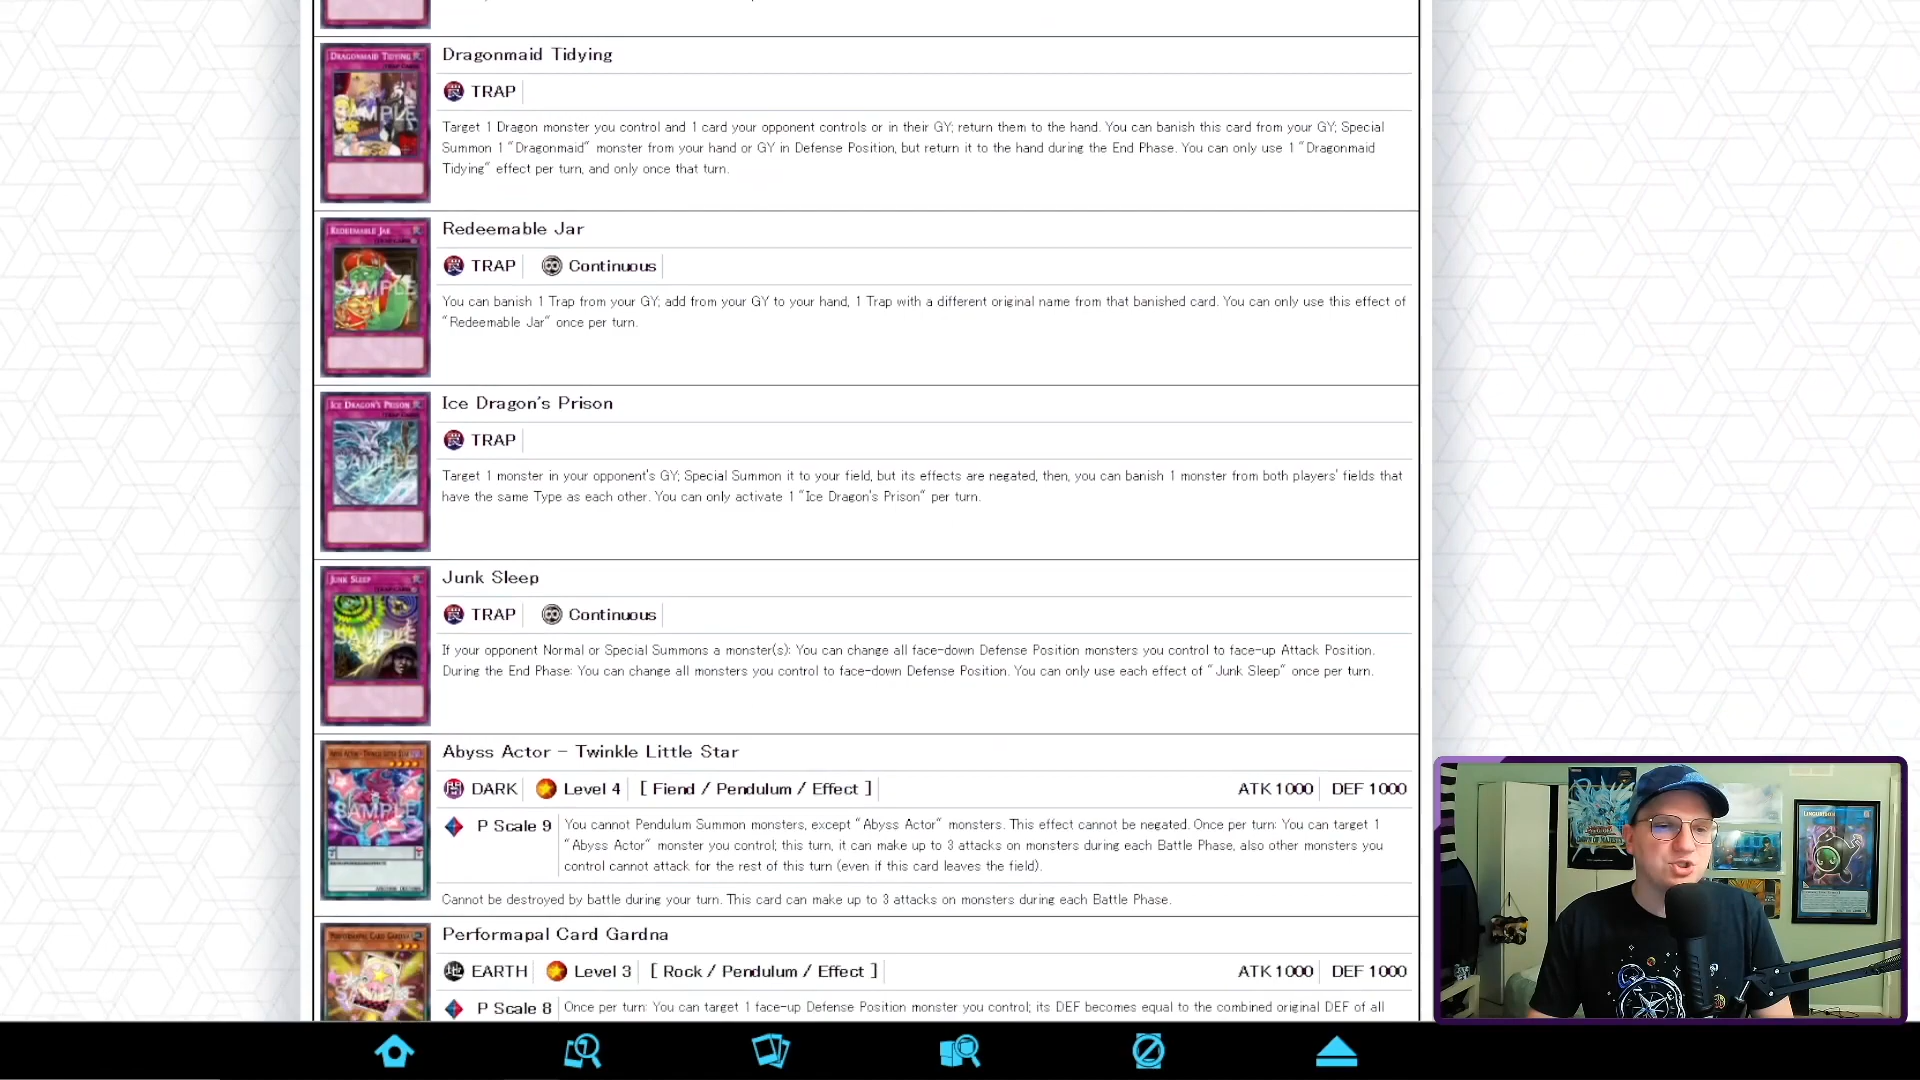 DRAGONMAID TIDYING
SAMPLE
Dragonmaid Tidying
TRAP
Target 1 Dragon monster you control and 1 card your opponent controls or in their GY; return them to the hand. You can banish this card from your GY; Special
Summon 1 "Dragonmaid" monster from your hand or GY in Defense Position, but return it to the hand during the End Phase. You can only use 1 "Dragonmaid
Tidying" effect per turn, and only once that turn.
REDEEMABLE JAR
SAMPLE
Redeemable Jar
TRAP Continuous
You can banish 1 Trap from your GY; add from your GY to your hand, 1 Trap with a different original name from that banished card. You can only use this effect of
"Redeemable Jar" once per turn.
ICE DRAGON'S PRISON
SAMPLE
Ice Dragon's Prison
TRAP
Target 1 monster in your opponent's GY; Special Summon it to your field, but its effects are negated, then, you can banish 1 monster from both players' fields that
have the same Type as each other. You can only activate 1 "Ice Dragon's Prison" per turn.
JUNK SLEEP
SAMPLE
Junk Sleep
TRAP Continuous
If your opponent Normal or Special Summons a monster(s): You can change all face-down Defense Position monsters you control to face-up Attack Position.
During the End Phase: You can change all monsters you control to face-down Defense Position. You can only use each effect of "Junk Sleep" once per turn.
SAMPLE
Abyss Actor - Twinkle Little Star
DARK Level 4 [ Fiend / Pendulum / Effect ] ATK 1000 DEF 1000
P Scale 9
You cannot Pendulum Summon monsters, except "Abyss Actor" monsters. This effect cannot be negated. Once per turn: You can target 1
"Abyss Actor" monster you control; this turn, it can make up to 3 attacks on monsters during each Battle Phase, also other monsters you
control cannot attack for the rest of this turn (even if this card leaves the field).
Cannot be destroyed by battle during your turn. This card can make up to 3 attacks on monsters during each Battle Phase.
SAMPLE
Performapal Card Gardna
EARTH Level 3 [ Rock / Pendulum / Effect ] ATK 1000 DEF 1000
P Scale 8
Once per turn: You can target 1 face-up Defense Position monster you control; its DEF becomes equal to the combined original DEF of all